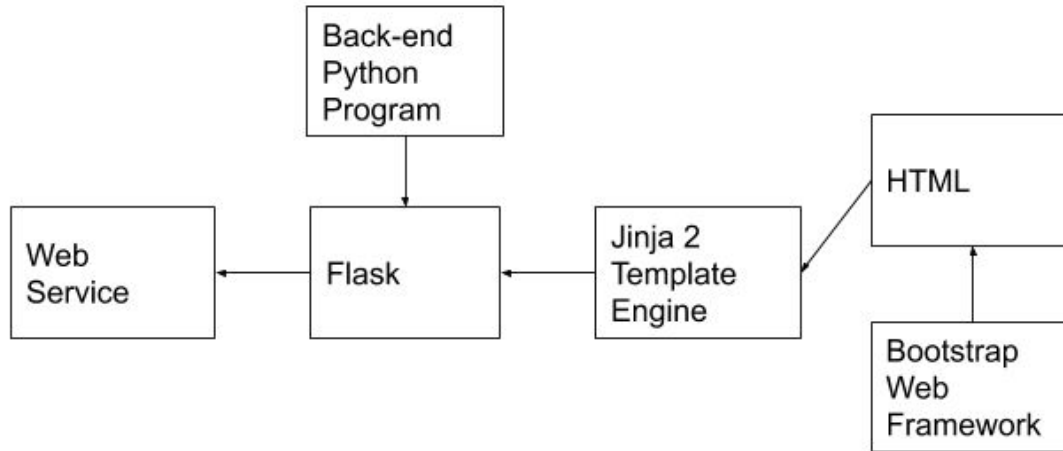 Back-end
Python
Program
HTML
Web
Service
Flask
Jinja 2
Template
Engine
Bootstrap
Web
Framework